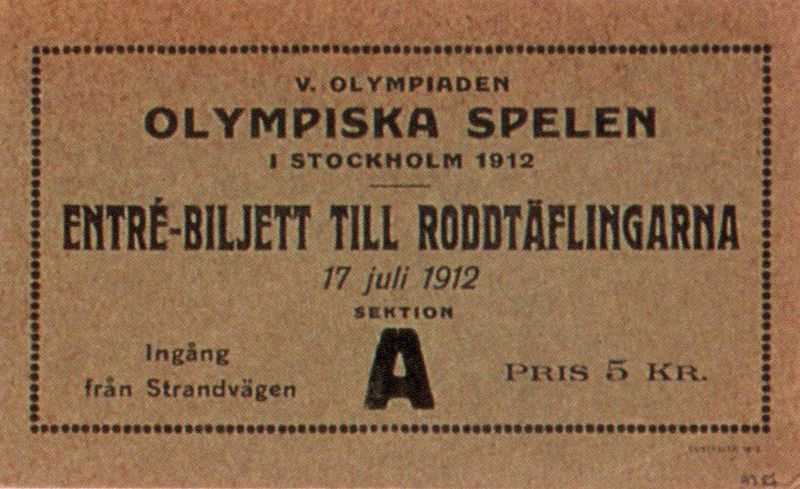 V. OLYMPIADEN
OLYMPISKA SPELEN
I STOCKHOLM 1912
ENTRÉ-BILJETT TILL RODDTÄFLINGARNA
17 juli 1912
SEKTION
A
Ingång
från Strandvägen
PRIS 5 KR.